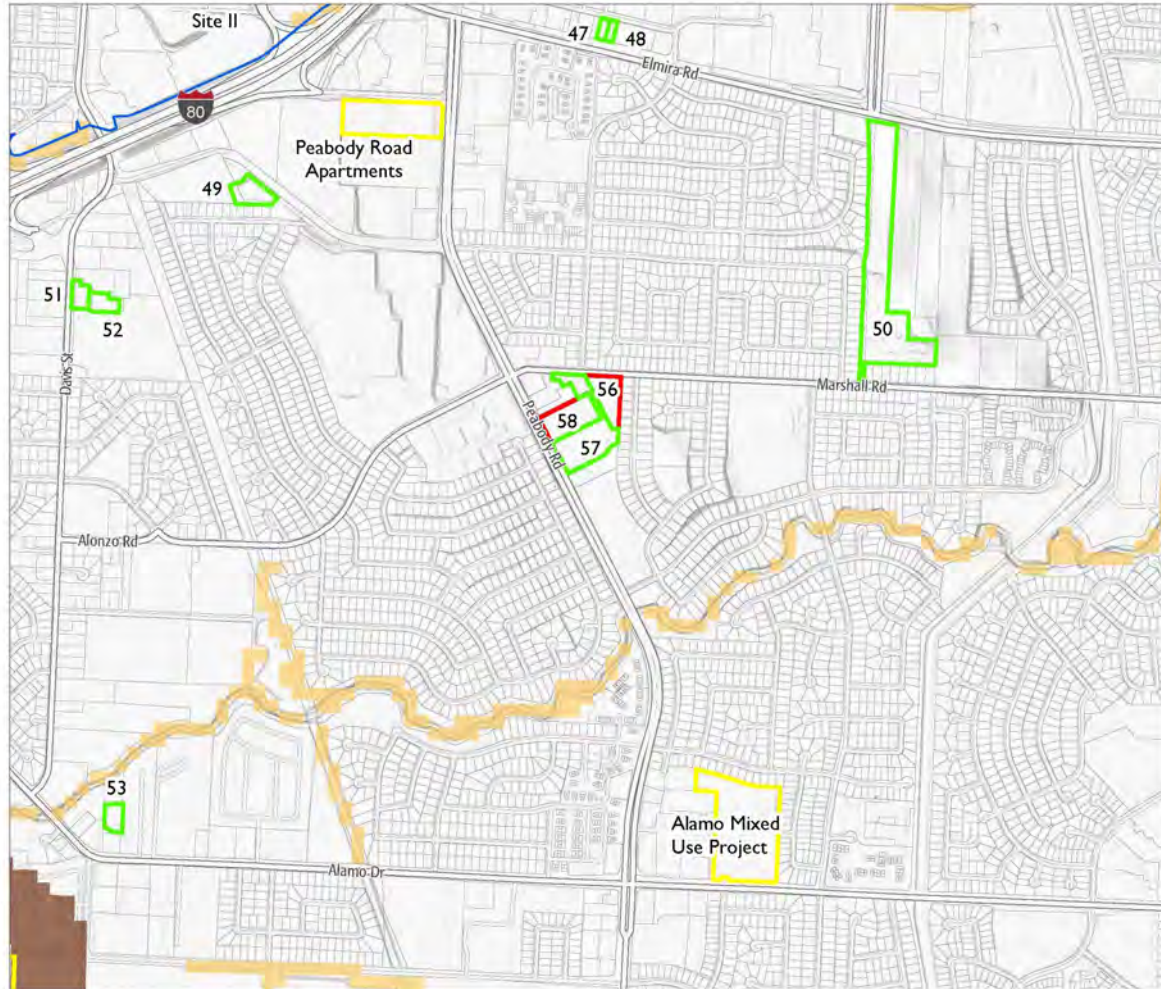 Site II
80
47
48
Elmira Rd
Peabody Road
Apartments
49
51
52
50
Davis St
56
Marshall Rd
58
Peabody Rd
57
Alonzo Rd
53
Alamo Mixed
Use Project
Alamo Dr